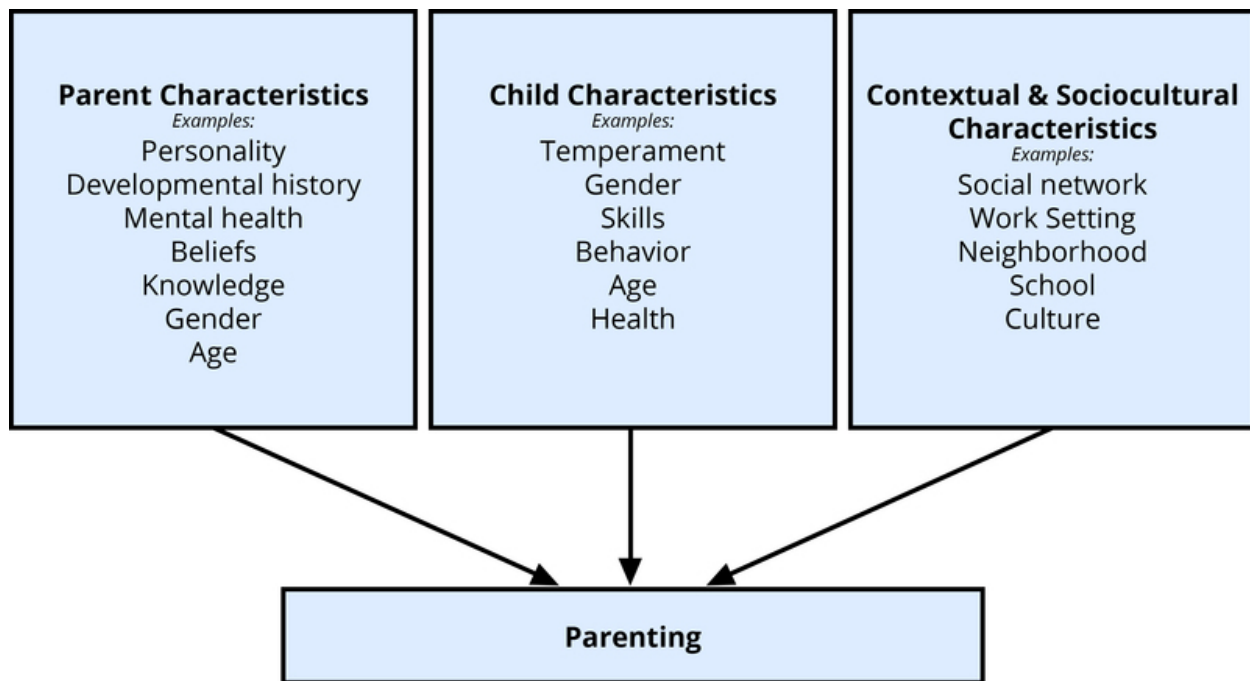 Parent Characteristics
Examples:
Personality
Developmental history
Mental health
Beliefs
Knowledge
Gender
Age
Child Characteristics
Examples:
Temperament
Gender
Skills
Behavior
Age
Health
Contextual & Sociocultural
Characteristics
Examples:
Social network
Work Setting
Neighborhood
School
Culture
Parenting